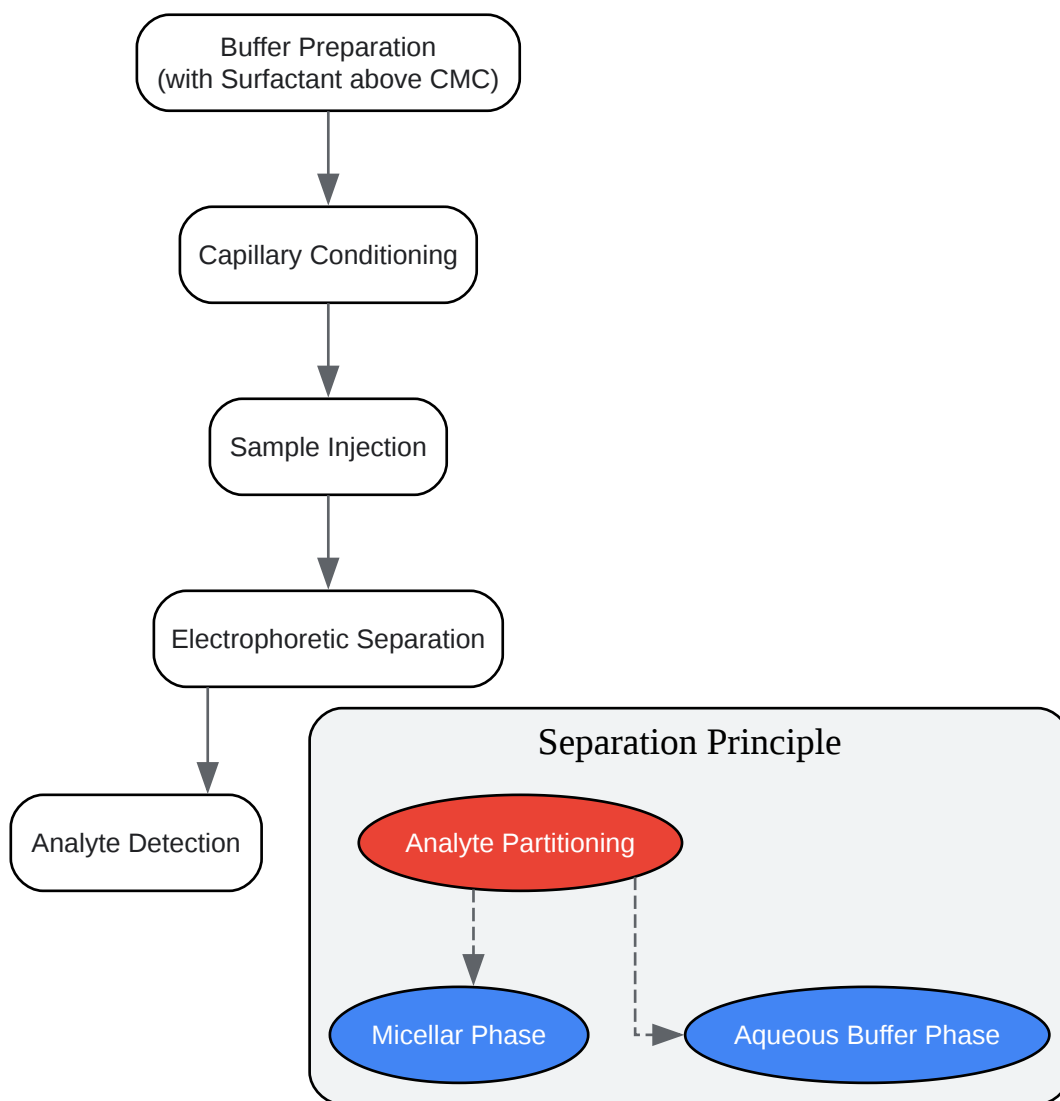 Buffer Preparation
(with Surfactant above CMC)
Capillary Conditioning
Sample Injection
Electrophoretic Separation
Separation Principle
Analyte Detection
Analyte Partitioning
Micellar Phase
Aqueous Buffer Phase